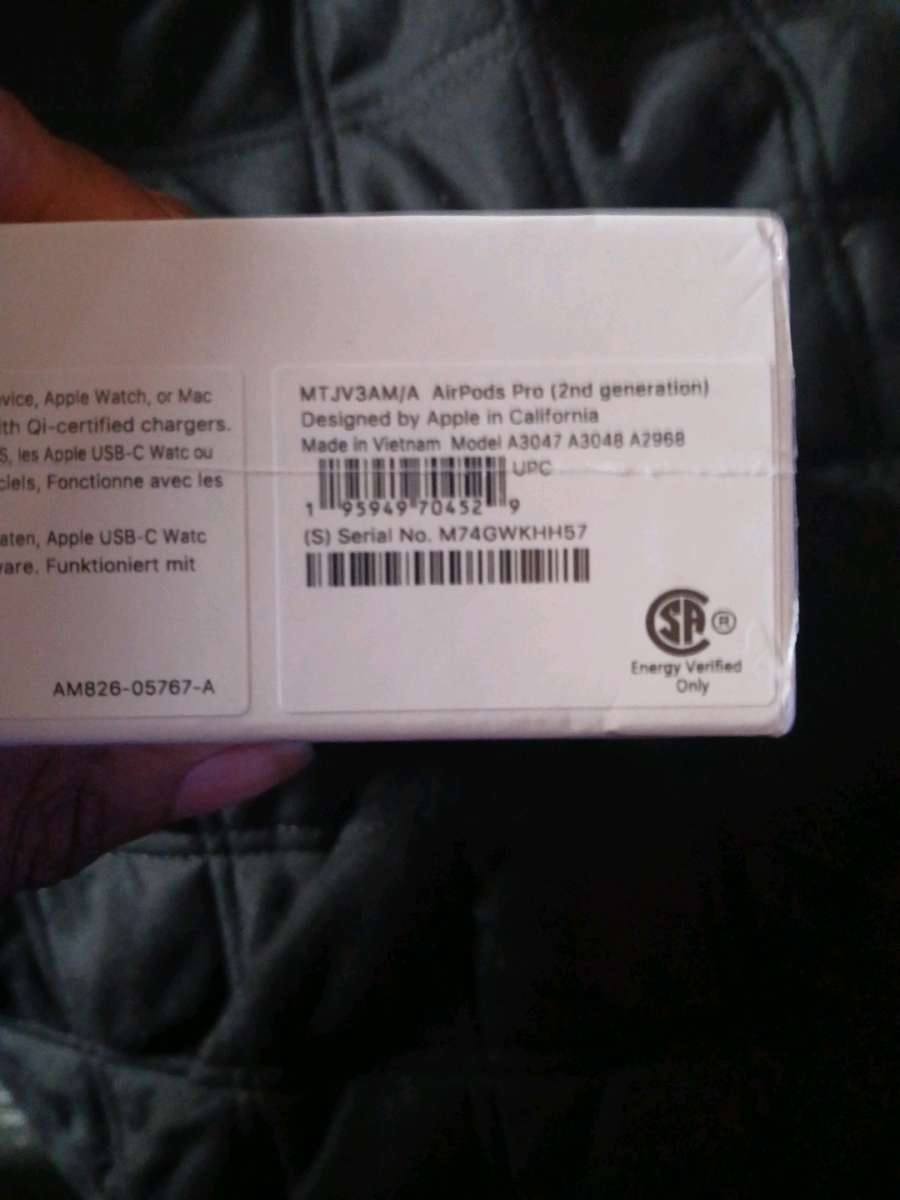 vice, Apple Watch, or Mac
ith Qi-certified chargers.
S, les Apple USB-C Watc ou
ciels, Fonctionne avec les
aten, Apple USB-C Watc
vare. Funktioniert mit
AM826-05767-A
MTJV3AM/A AirPods Pro (2nd generation)
Designed by Apple in California
Made in Vietnam Model A3047 A3048 A2968
UPC
1 95949 70452 9
(S) Serial No. M74GWKHH57
SA ®
Energy Verified
Only